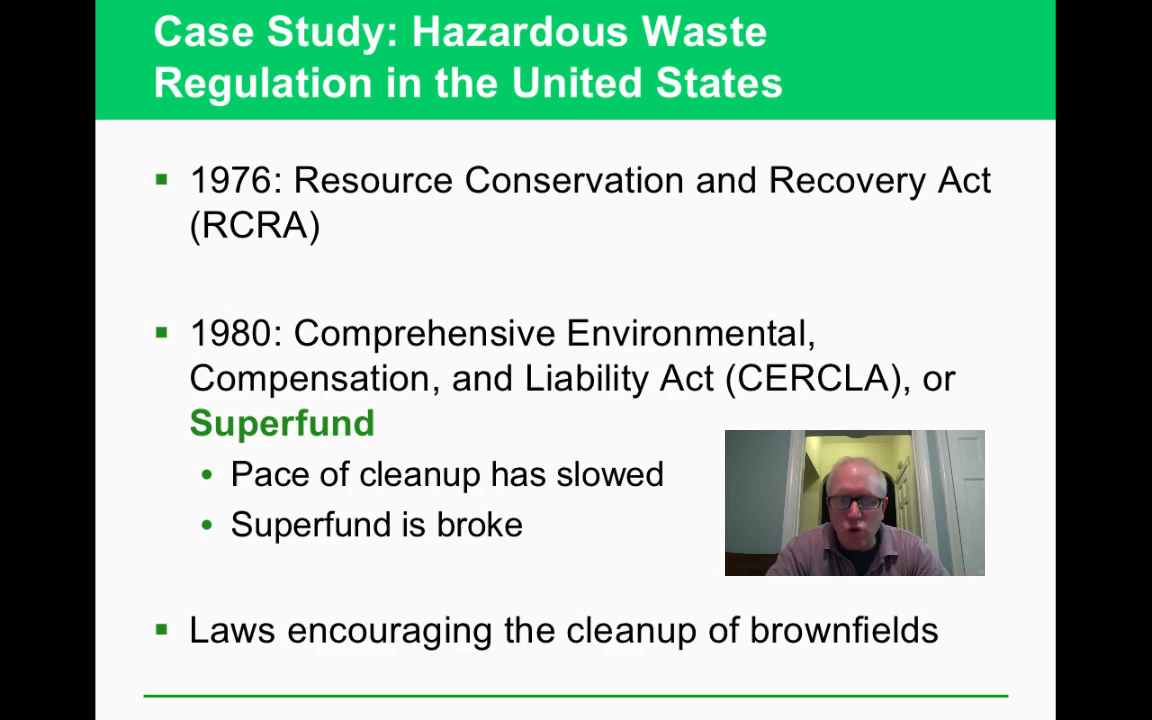 Case Study: Hazardous Waste
Regulation in the United States
1976: Resource Conservation and Recovery Act
(RCRA)
1980: Comprehensive Environmental,
Compensation, and Liability Act (CERCLA), or
Superfund
Pace of cleanup has slowed
Superfund is broke
Laws encouraging the cleanup of brownfields